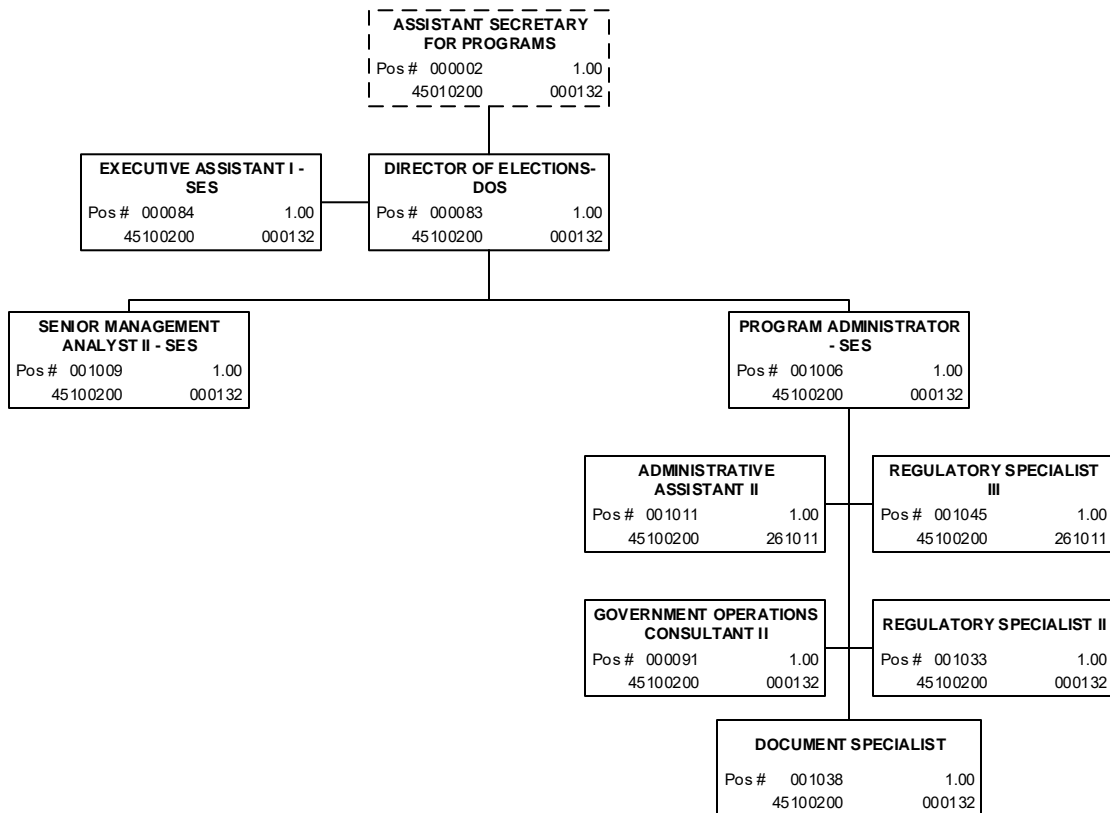 ASSISTANT SECRETARY
FOR PROGRAMS
Pos # 000002 1.00
45010200 000132
EXECUTIVE ASSISTANT I -
SES
Pos # 000084 1.00
45100200 000132
DIRECTOR OF ELECTIONS-
DOS
Pos # 000083 1.00
45100200 000132
SENIOR MANAGEMENT
ANALYST II - SES
Pos # 001009 1.00
45100200 000132
PROGRAM ADMINISTRATOR
- SES
Pos # 001006 1.00
45100200 000132
ADMINISTRATIVE
ASSISTANT II
Pos # 001011 1.00
45100200 261011
REGULATORY SPECIALIST
III
Pos # 001045 1.00
45100200 261011
GOVERNMENT OPERATIONS
CONSULTANT II
Pos # 000091 1.00
45100200 000132
REGULATORY SPECIALIST II
Pos # 001033 1.00
45100200 000132
DOCUMENT SPECIALIST
Pos # 001038 1.00
45100200 000132